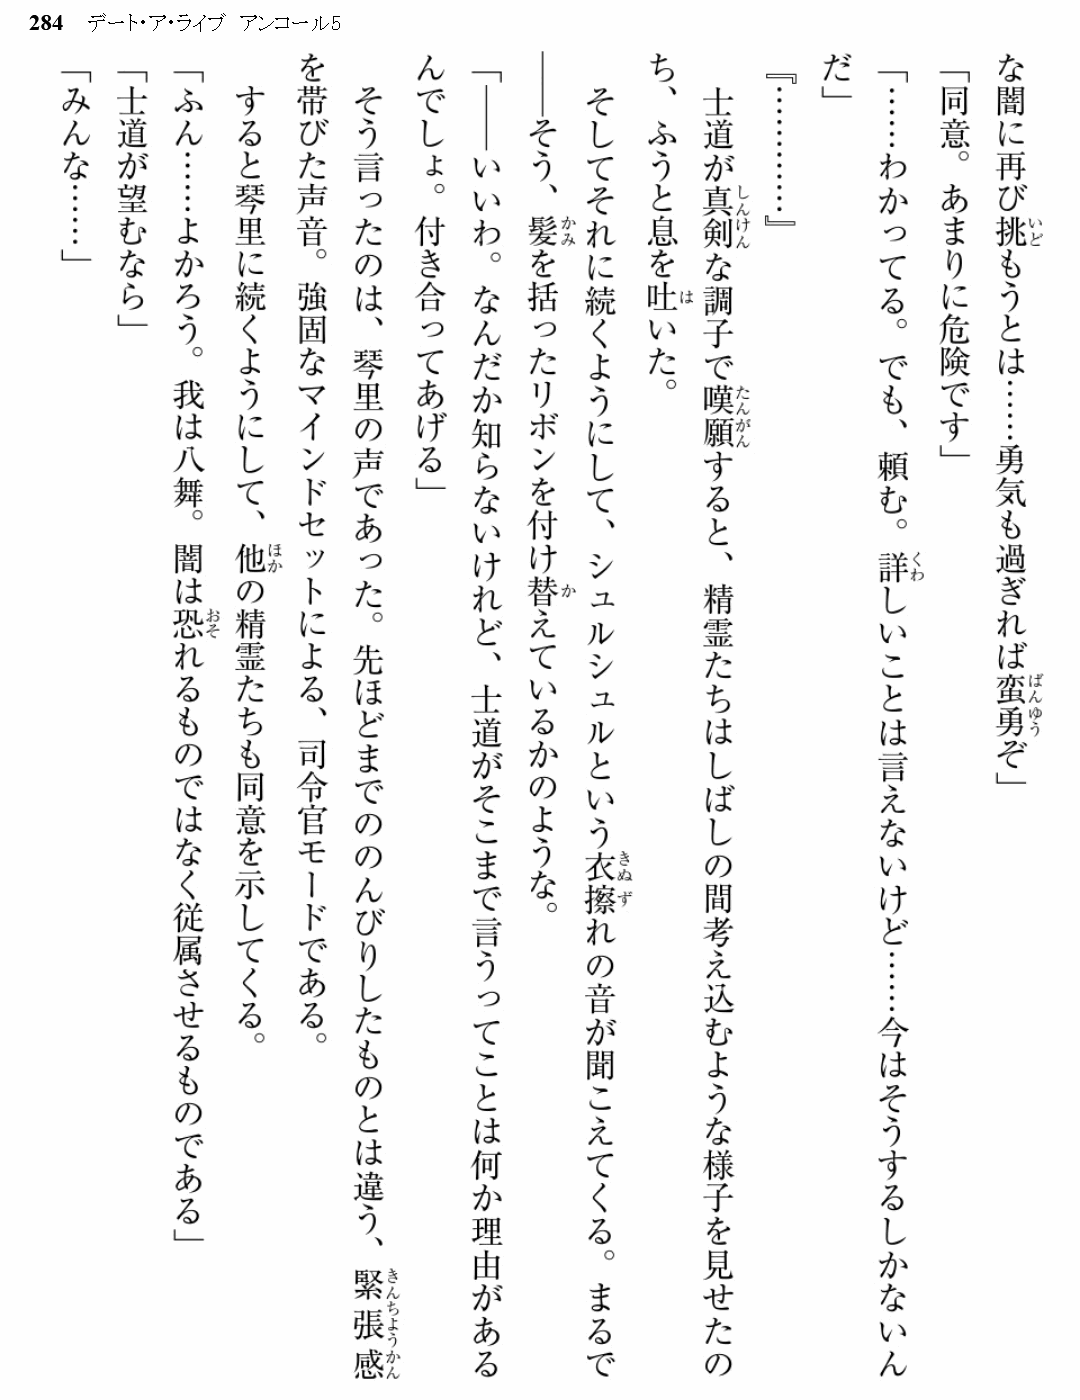 284 デート・ア・ライブ アンコール5
な闇に再び挑もうとは……勇気も過ぎれば蛮勇ぞ」
「同意。あまりに危険です」
「……わかってる。でも、頼む。詳しいことは言えないけど……今はそうするしかないん
だ」
『…………』
士道が真剣な調子で嘆願すると、精霊たちはしばしの間考え込むような様子を見せたの
ち、ふうと息を吐いた。
そしてそれに続くようにして、シュルシュルという衣擦れの音が聞こえてくる。まるで
――そう、髪を括ったリボンを付け替えているかのような。
「――いいわ。なんだか知らないけれど、士道がそこまで言うってことは何か理由がある
んでしょ。付き合ってあげる」
そう言ったのは、琴里の声であった。先ほどまでののんびりしたものとは違う、緊張感
を帯びた声音。強固なマインドセットによる、司令官モードである。
すると琴里に続くようにして、他の精霊たちも同意を示してくる。
「ふん……よかろう。我は八舞。闇は恐れるものではなく従属させるものである」
「士道が望むなら」
「みんな……」